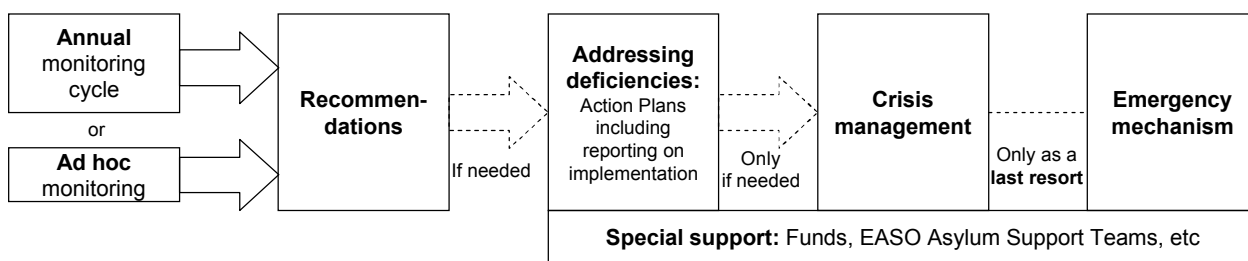 Annual
monitoring
cycle
or
Ad hoc
monitoring
Recommen-
dations
If needed
Addressing
deficiencies:
Action Plans
including
reporting on
implementation
Only
if needed
Crisis
management
Only as a
last resort
Emergency
mechanism
Special support: Funds, EASO Asylum Support Teams, etc